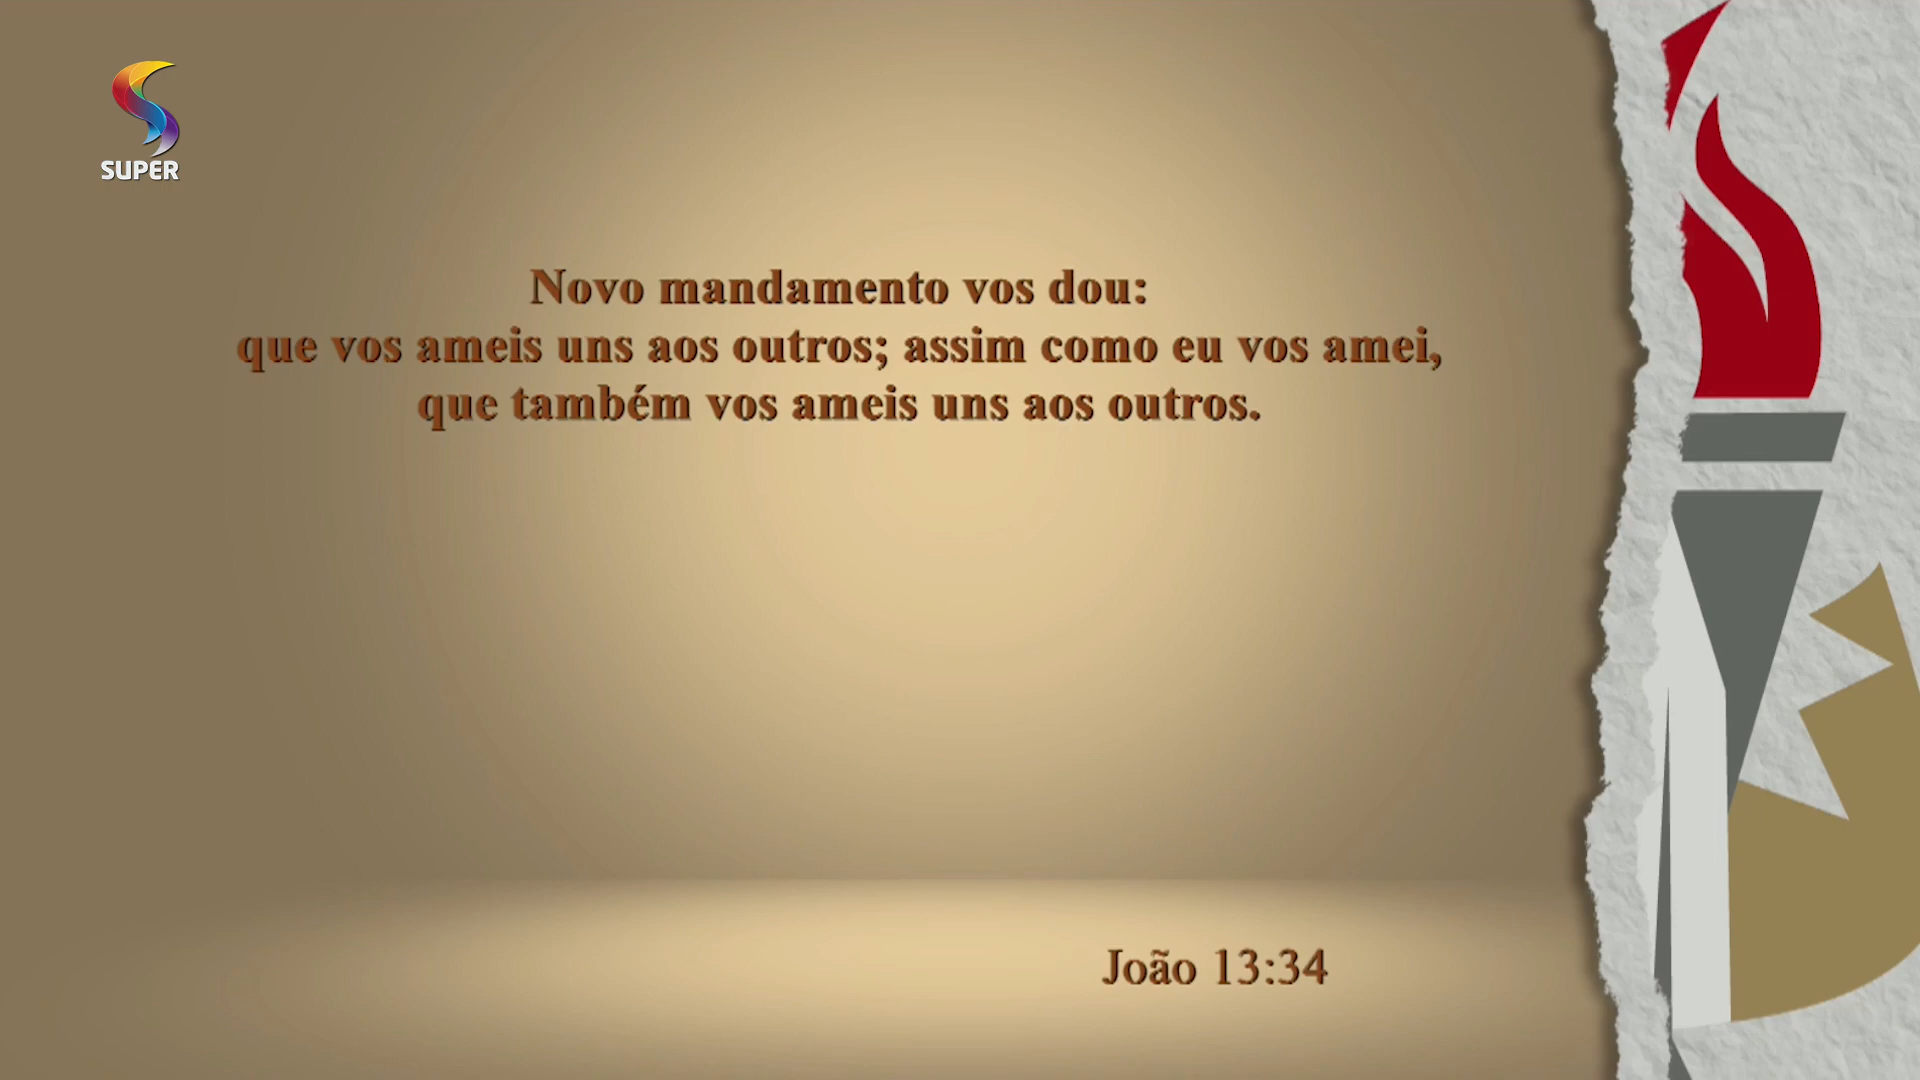 SUPER
Novo mandamento vos dou:
que vos ameis uns aos outros; assim como eu vos amei,
que também vos ameis uns aos outros.
João 13:34